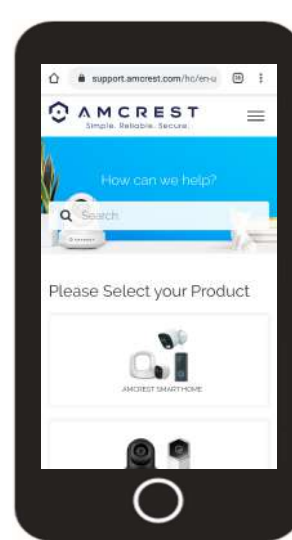 support.amcrest.com/hc/en-u
AMCREST
Simple. Reliable. Secure.
How can we help?
Search
Please Select your Product
AMCREST SMARTHOME